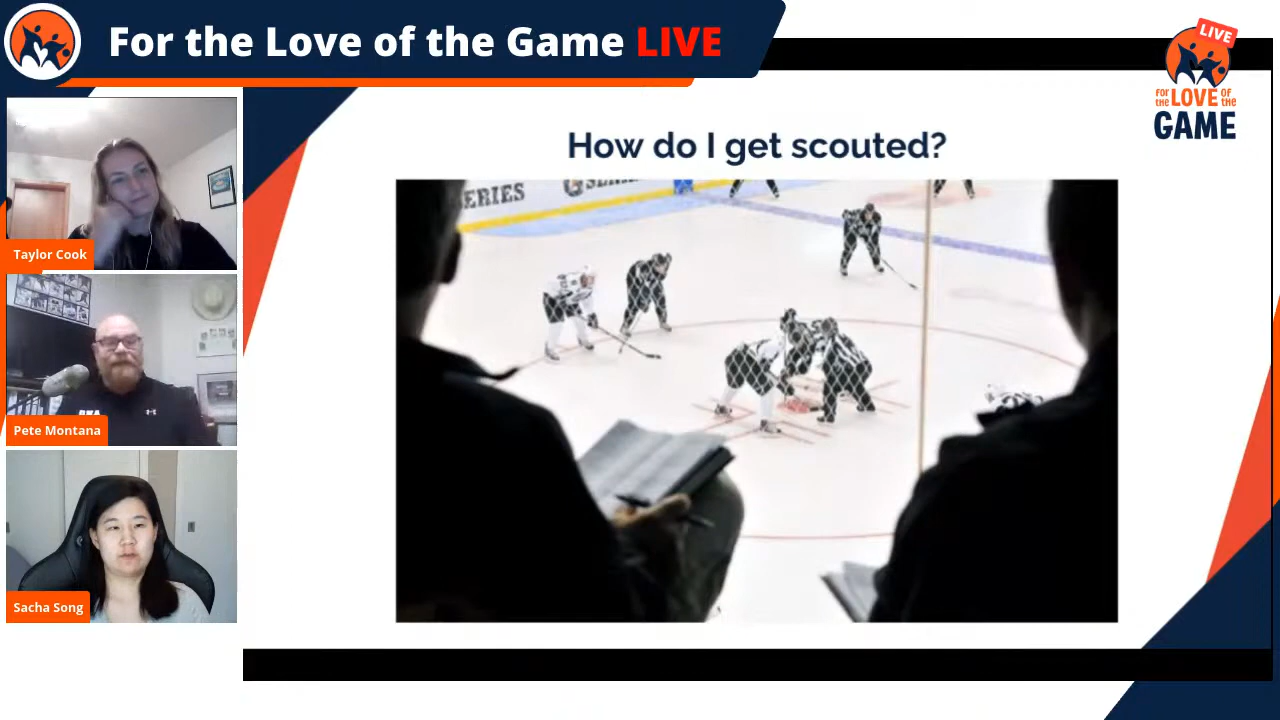 For the Love of the Game LIVE
LIVE
FOR the LOVE OF the
GAME
How do I get scouted?
ERIES
Taylor Cook
Pete Montana
Sacha Song